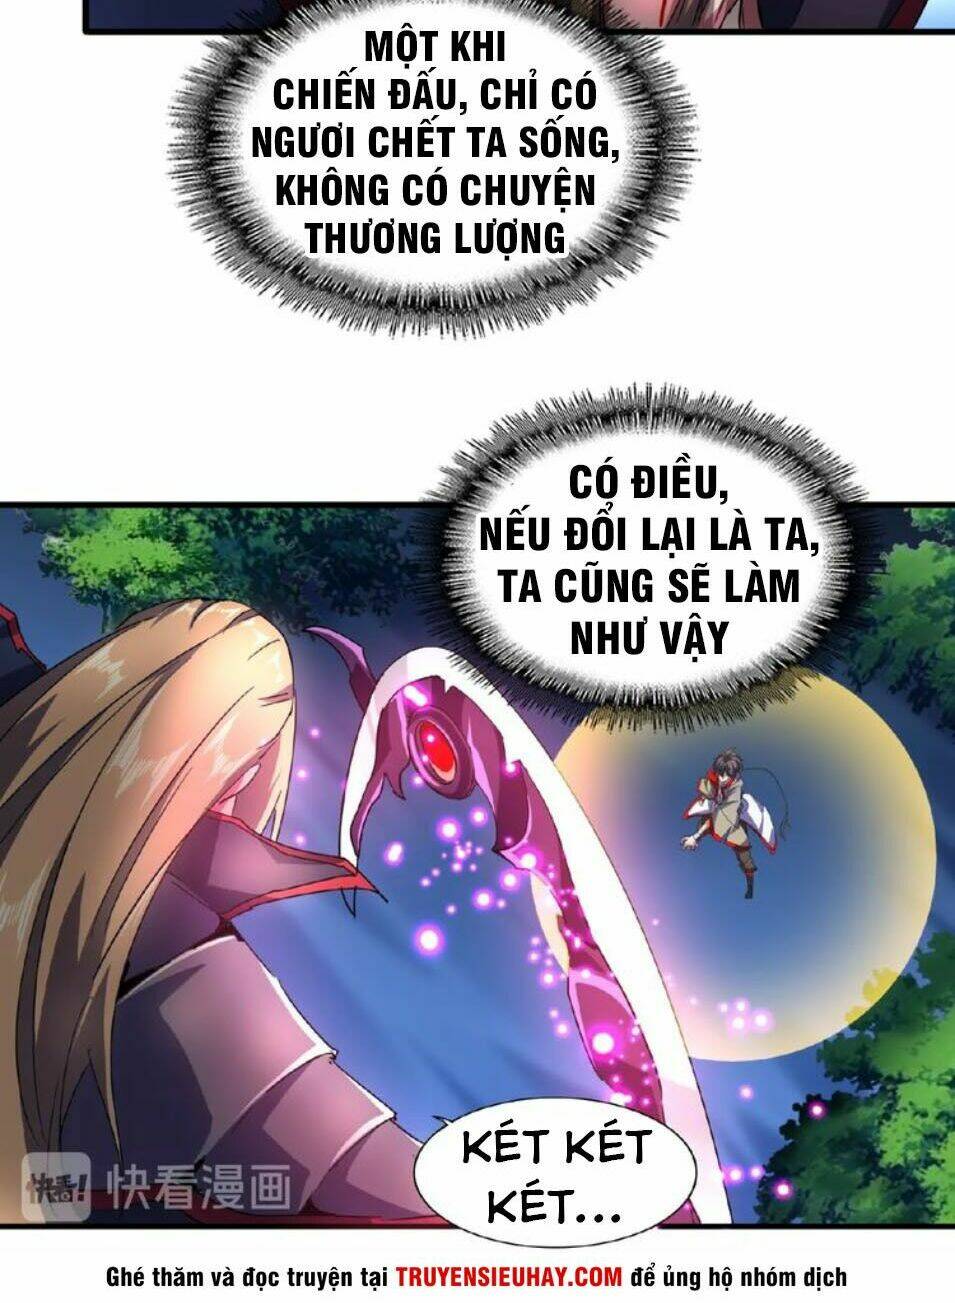 MỘT KHI
CHIẾN ĐẤU, CHỈ CÓ
NGƯƠI CHẾT TA SỐNG,
KHÔNG CÓ CHUYỆN
THƯƠNG LƯỢNG
CÓ ĐIỀU,
NẾU ĐỔI LẠI LÀ TA,
TA CŨNG SẼ LÀM
NHƯ VẬY
KÉT KÉT
KÉT...
快看! 快看漫画
Ghé thăm và đọc truyện tại TRUYENSIEUHAY.COM để ủng hộ nhóm dịch